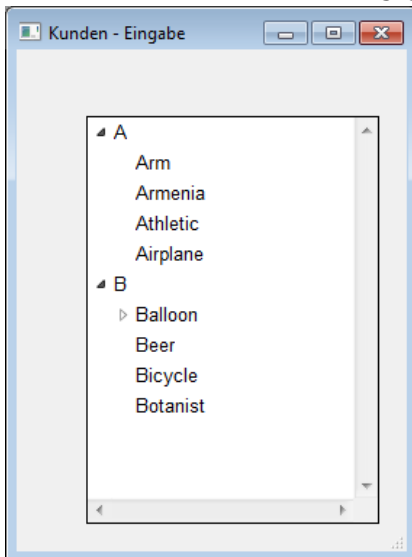 Kunden - Eingabe
A
Arm
Armenia
Athletic
Airplane
B
Balloon
Beer
Bicycle
Botanist